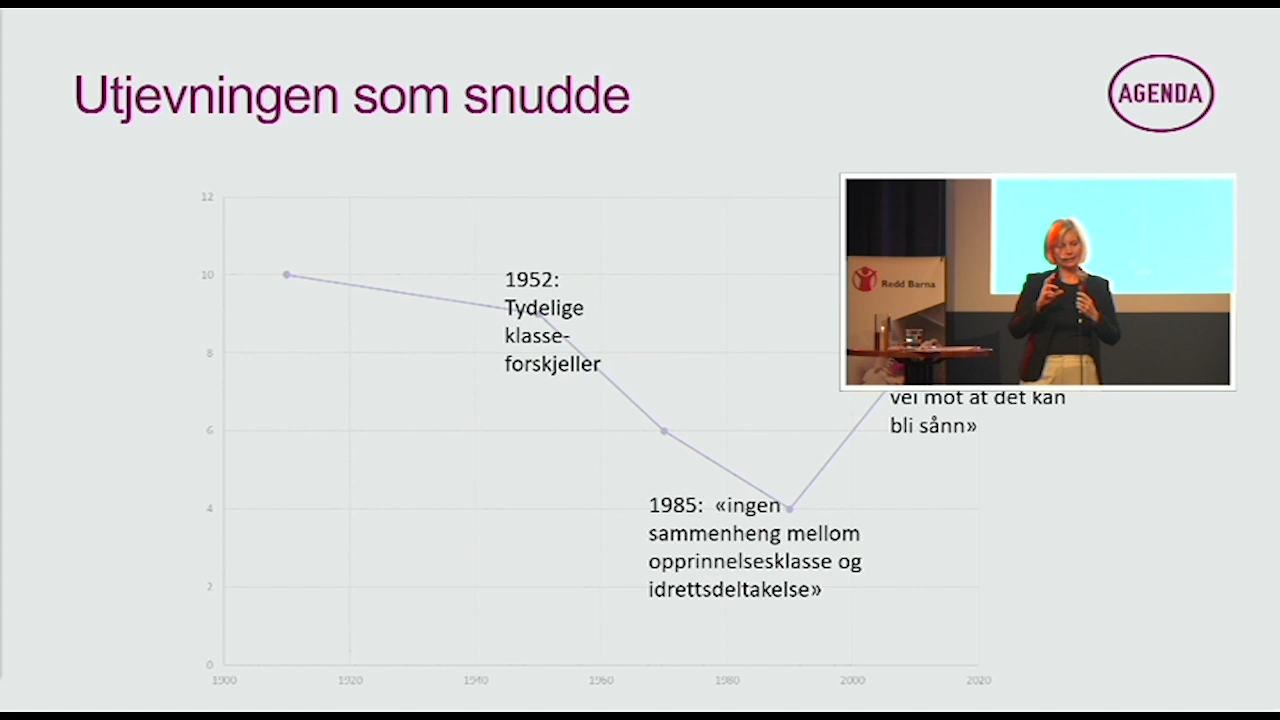 Utjevningen som snudde
AGENDA
12
10
8
6
4
2
0
1900
1920
1940
1960
1980
2000
2020
1952:
Tydelige
klasse-
forskjeller
1985: «ingen
sammenheng mellom
opprinnelsesklasse og
idrettsdeltakelse»
vei mot at det kan
bli sånn»
Redd Barna